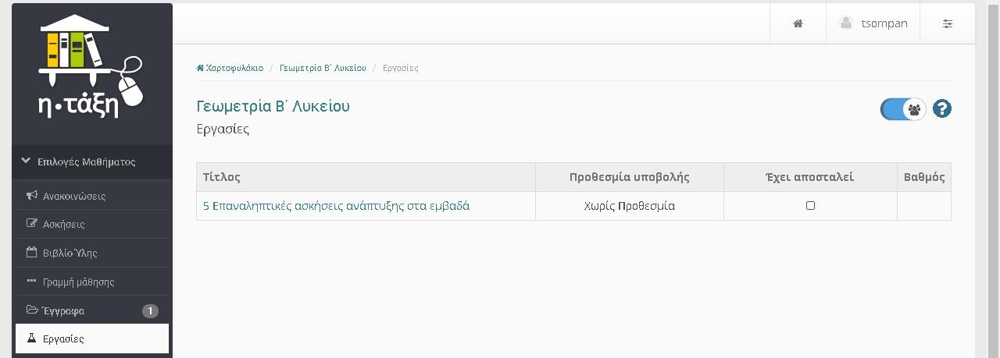 η•τάξη
tsompan
Χαρτοφυλάκιο / Γεωμετρία Β΄ Λυκείου / Εργασίες
Γεωμετρία Β΄ Λυκείου
Εργασίες
Επιλογές Μαθήματος
Ανακοινώσεις
Ασκήσεις
Βιβλίο Ύλης
Γραμμή μάθησης
Έγγραφα 1
Εργασίες
Τίτλος Προθεσμία υποβολής Έχει αποσταλεί Βαθμός
5 Επαναληπτικές ασκήσεις ανάπτυξης στα εμβαδά Χωρίς Προθεσμία